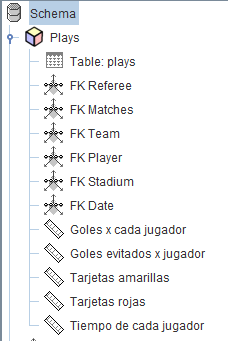 Schema
Plays
Table: plays
FK Referee
FK Matches
FK Team
FK Player
FK Stadium
FK Date
Goles x cada jugador
Goles evitados x jugador
Tarjetas amarillas
Tarjetas rojas
Tiempo de cada jugador